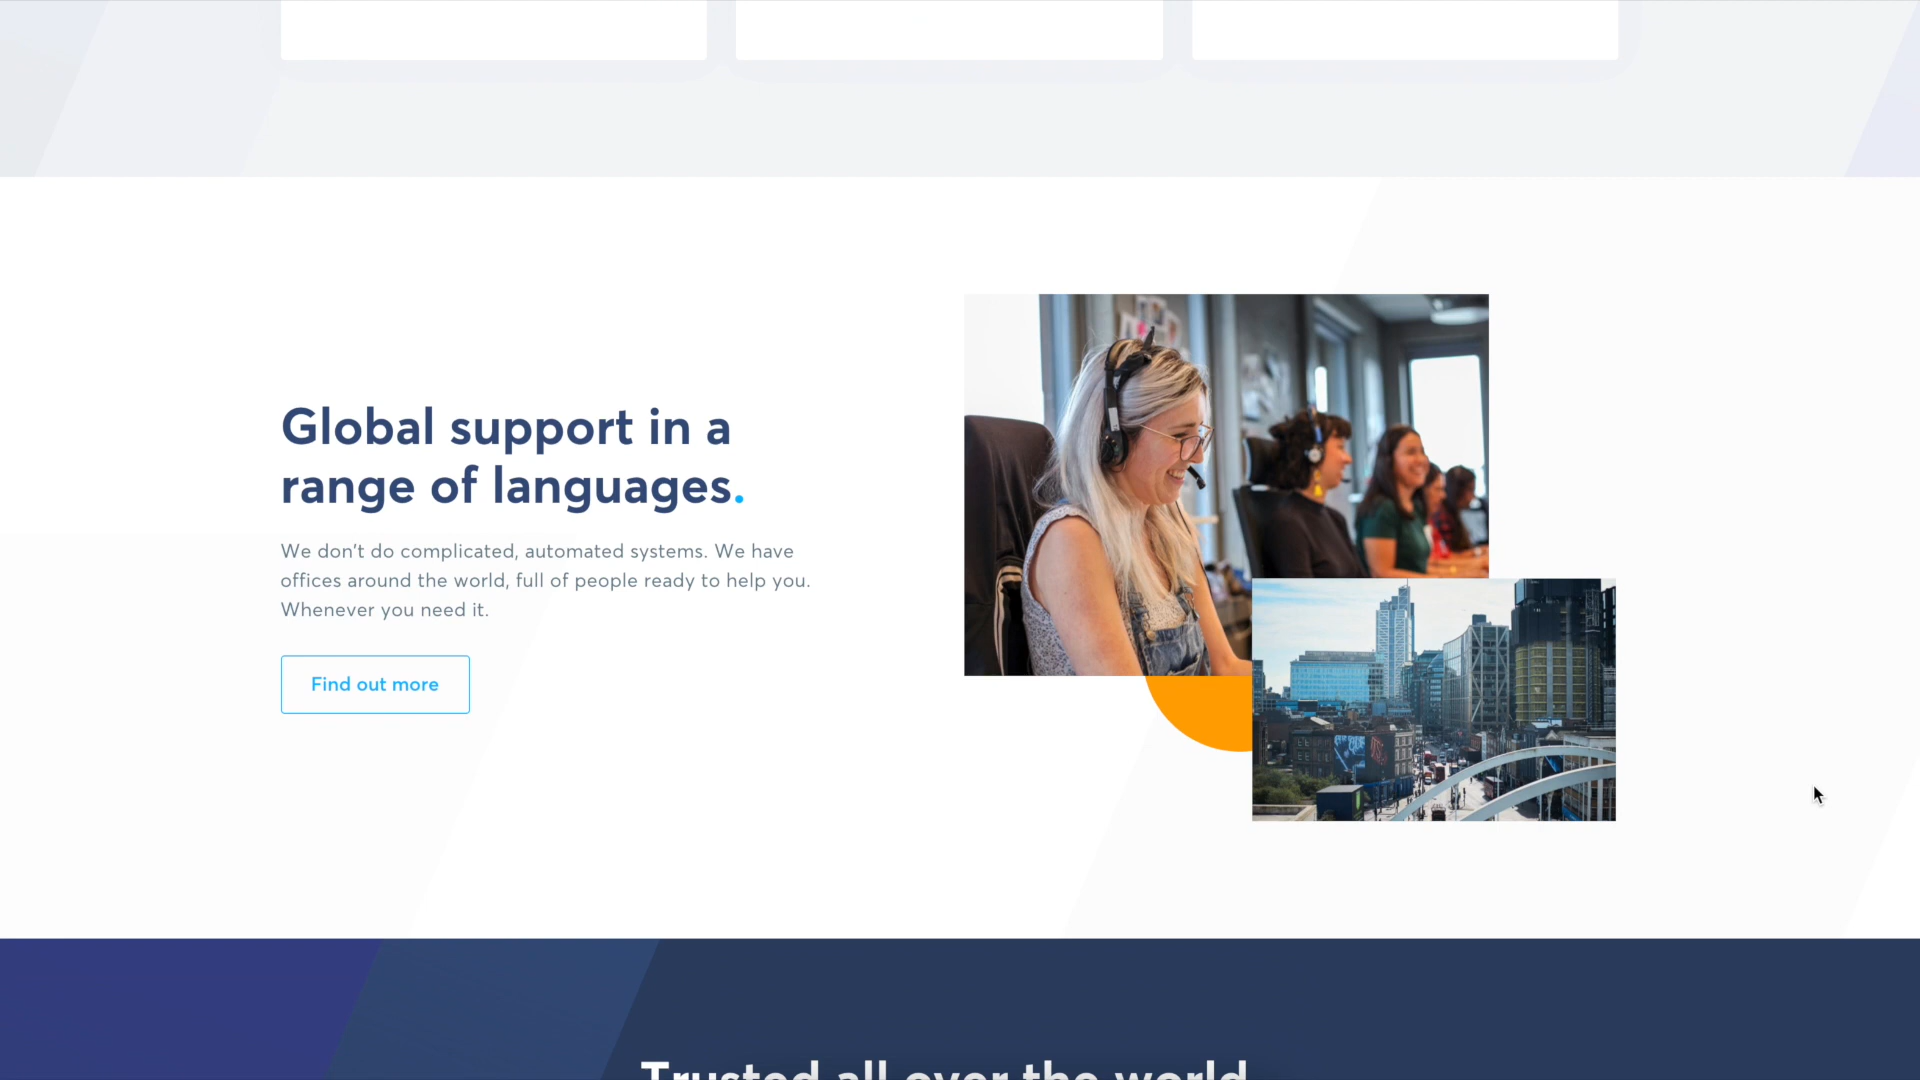 Global support in a
range of languages.
We don't do complicated, automated systems. We have
offices around the world, full of people ready to help you.
Whenever you need it.
Find out more
Trusted all over the world